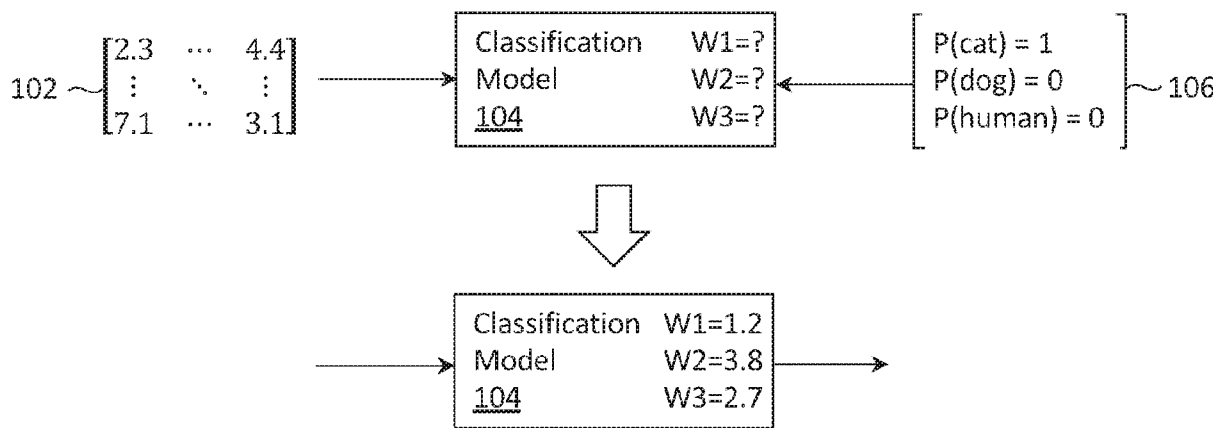 102
2.3 ⋯ 4.4
⋮ ⋱ ⋮
7.1 ⋯ 3.1
Classification W1=?
Model W2=?
104 W3=?
P(cat) = 1
P(dog) = 0
P(human) = 0
106
Classification W1=1.2
Model W2=3.8
104 W3=2.7